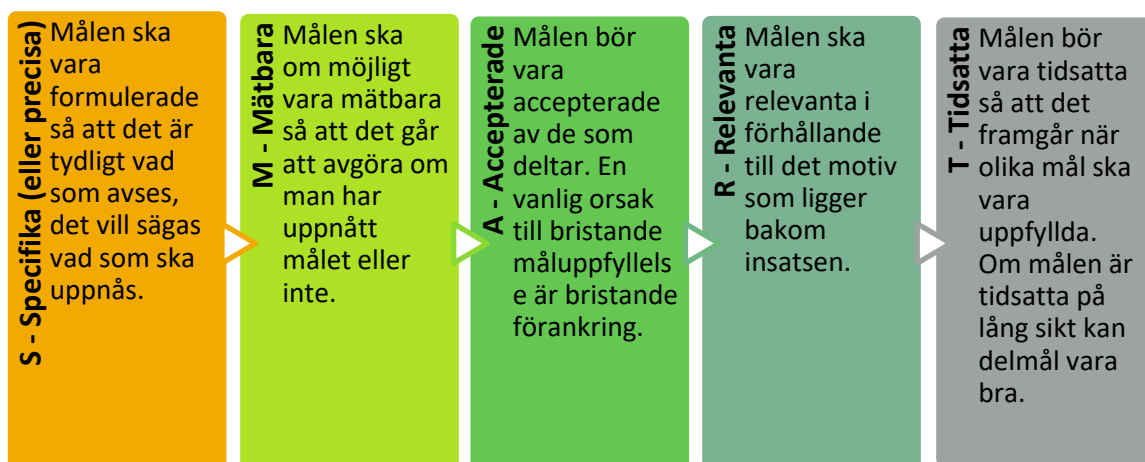 S - Specifika (eller precisa)
Målen ska
vara
formulerade
så att det är
tydligt vad
som avses,
det vill sägas
vad som ska
uppnås.
M - Mätbara
Målen ska
om möjligt
vara mätbara
så att det går
att avgöra om
man har
uppnått
målet eller
inte.
A - Accepterade
Målen bör
vara
accepterade
av de som
deltar. En
vanlig orsak
till bristande
måluppfyllels
e är bristande
förankring.
R - Relevanta
Målen ska
vara
relevanta i
förhållande
till det motiv
som ligger
bakom
insatsen.
T - Tidsatta
Målen bör
vara tidsatta
så att det
framgår när
olika mål ska
vara
uppfyllda.
Om målen är
tidsatta på
lång sikt kan
delmål vara
bra.